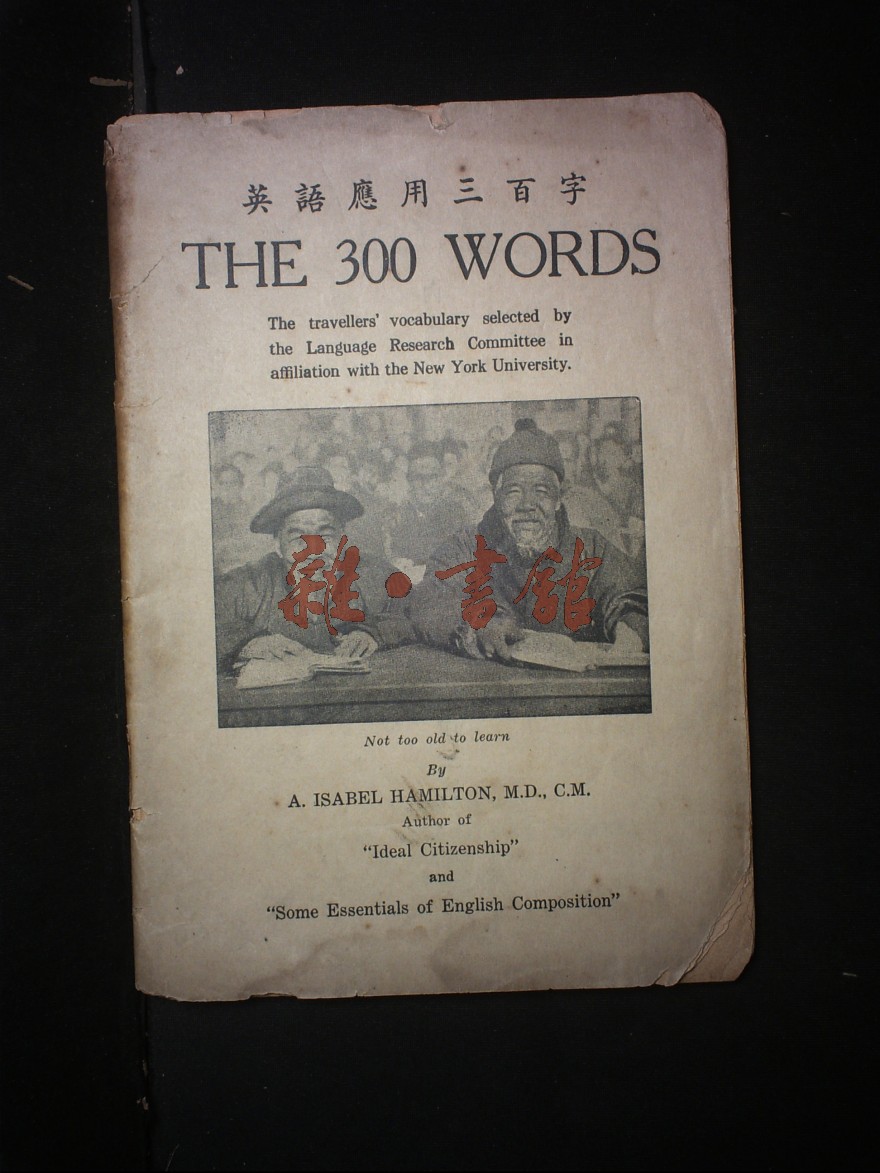 英語應用三百字
THE 300 WORDS
The travellers' vocabulary selected by
the Language Research Committee in
affiliation with the New York University.
雜·書館
Not too old to learn
By
A. ISABEL HAMILTON, M.D., C.M.
Author of
"Ideal Citizenship"
and
"Some Essentials of English Composition"